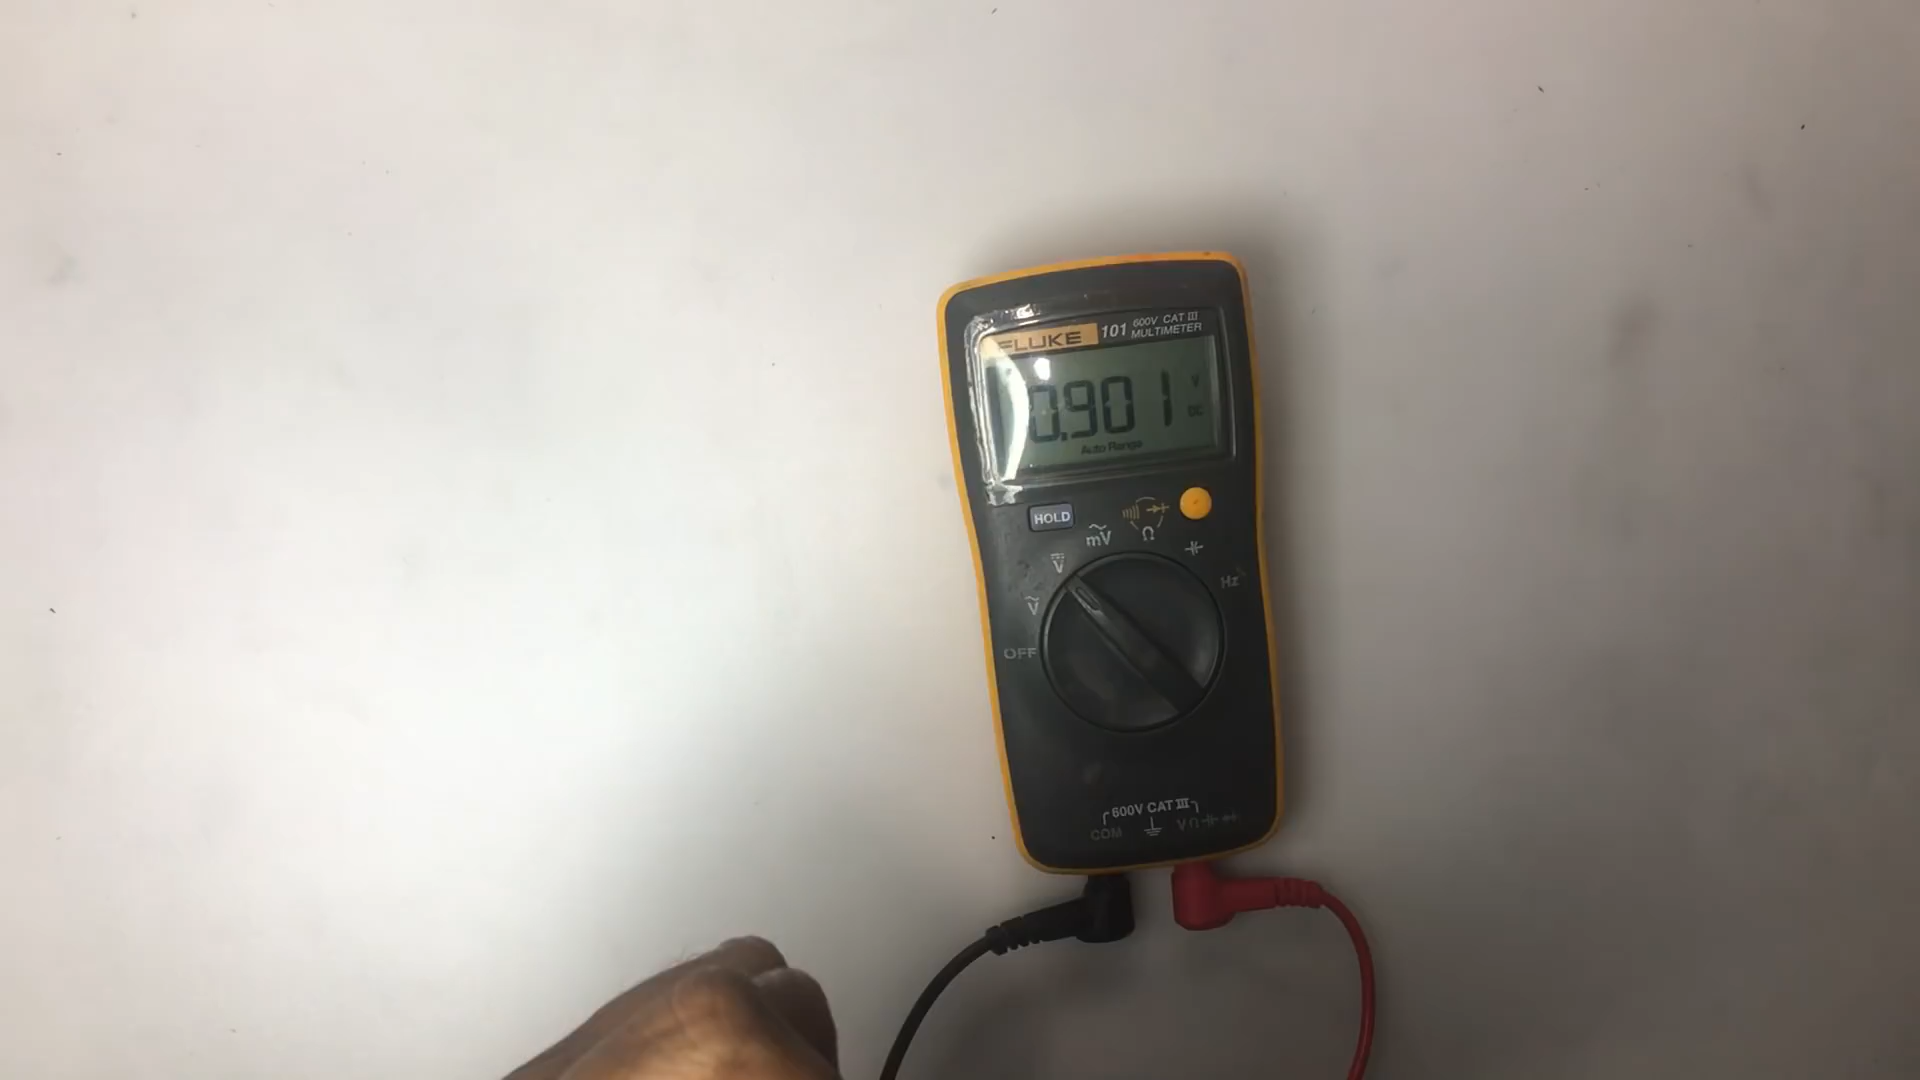 FLUKE 101 600V CAT III
MULTIMETER
0.901 V
DC
Auto Range
HOLD
Ω
mV
V
Hz
V
OFF
600V CAT III
COM
VΩ